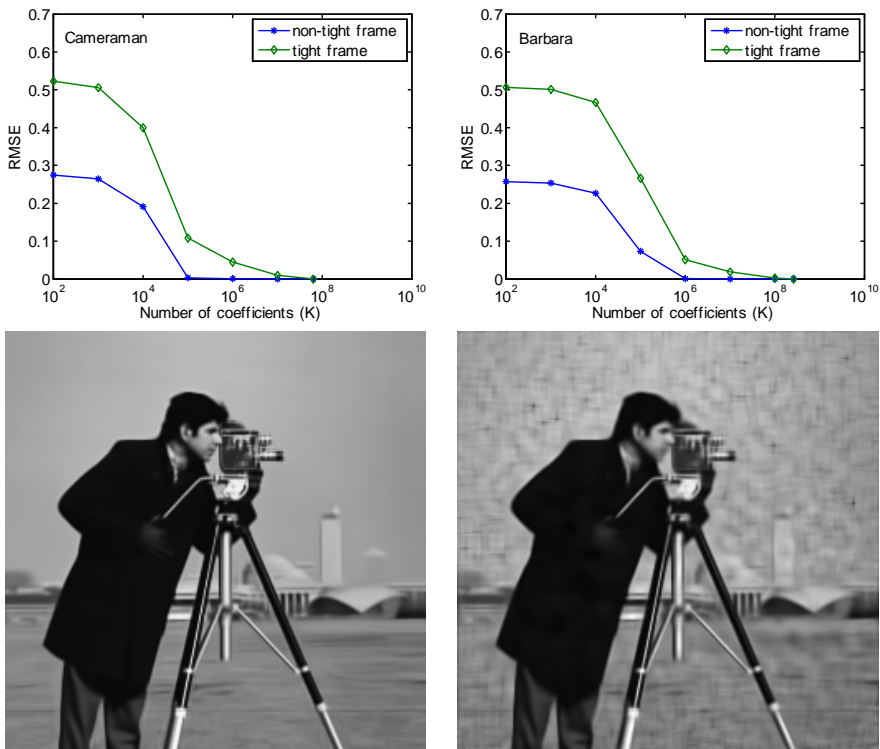 0.7
0.6
0.5
0.4
0.3
0.2
0.1
0
RMSE
Cameraman
non-tight frame
tight frame
10^2
10^4
10^6
10^8
10^10
Number of coefficients (K)
0.7
0.6
0.5
0.4
0.3
0.2
0.1
0
RMSE
Barbara
non-tight frame
tight frame
10^2
10^4
10^6
10^8
10^10
Number of coefficients (K)